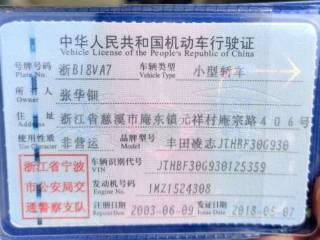 中华人民共和国机动车行驶证
Vehicle License of the People's Republic of China
号牌号码 浙B18VA7 车辆类型 小型轿车
Plate No. Vehicle Type
所有人 张华钡
Owner
住址 浙江省慈溪市庵东镇元祥村庵宗路406号
Address
使用性质 非营运 品牌型号 丰田凌志JTHBF30G930
Use Character Model
浙江省宁波市公安局交通警察支队
车辆识别代号 JTHBF30G930125359
VIN
发动机号码 1MZ1524308
Engine No.
注册日期 2003-06-09 发证日期 2018-05-07
Register Date Issue Date